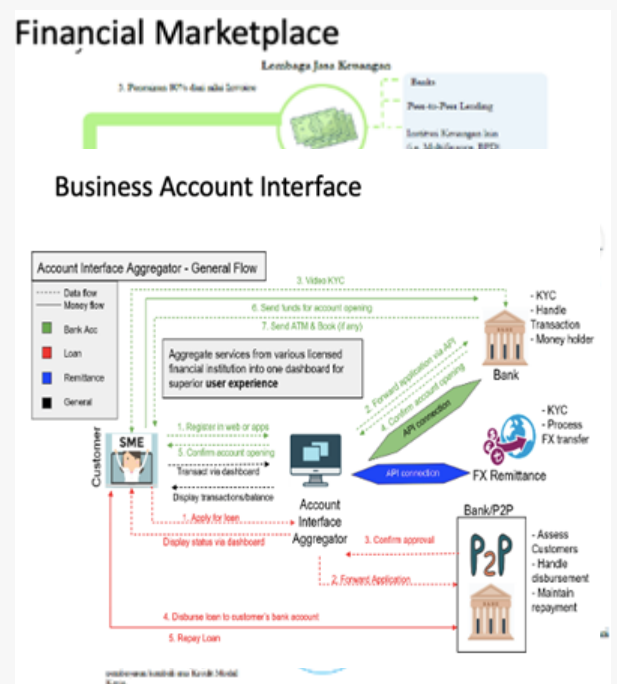 Financial Marketplace
Lembaga Jasa Keuangan
Banks
Peer-to-Peer Lending
Business Account Interface
Account Interface Aggregator - General Flow
Data flow
Money flow
Bank Acc
Loan
Remittance
General
3. Video KYC
6. Send funds for account opening
7. Send ATM & Book (if any)
Aggregate services from various licensed
financial institution into one dashboard for
superior user experience
2. Forward application via API
4. Confirm account opening
API connection
- KYC
- Handle
Transaction
- Money holder
Bank
Customer
SME
1. Register in web or apps
5. Confirm account opening
Transact via dashboard
Display transactions/balance
1. Apply for loan
Display status via dashboard
Account
Interface
Aggregator
API connection
- KYC
- Process
FX transfer
FX Remittance
Bank/P2P
P2P
BANK
- Assess
Customers
- Handle
disbursement
- Maintain
repayment
3. Confirm approval
2. Forward Application
4. Disburse loan to customer's bank account
5. Repay Loan